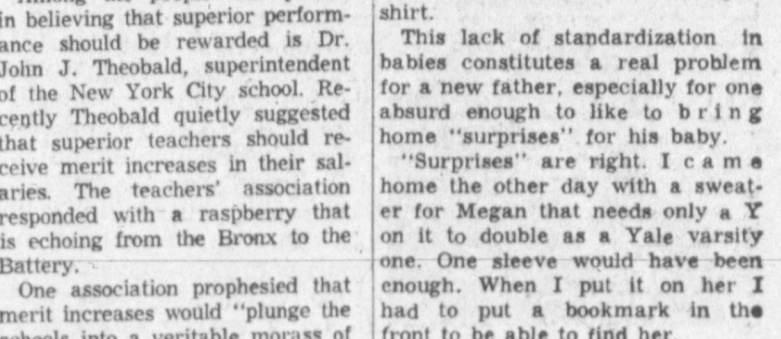 in believing that superior perform-
ance should be rewarded is Dr.
John J. Theobald, superintendent
of the New York City school. Re-
cently Theobald quietly suggested
that superior teachers should re-
ceive merit increases in their sal-
aries. The teachers' association
responded with a raspberry that
is echoing from the Bronx to the
Battery.
One association prophesied that
merit increases would "plunge the
schools into a veritable morass of
shirt.
This lack of standardization in
babies constitutes a real problem
for a new father, especially for one
absurd enough to like to bring
home "surprises" for his baby.
"Surprises" are right. I came
home the other day with a sweat-
er for Megan that needs only a Y
on it to double as a Yale varsity
one. One sleeve would have been
enough. When I put it on her I
had to put a bookmark in the
front to be able to find her.